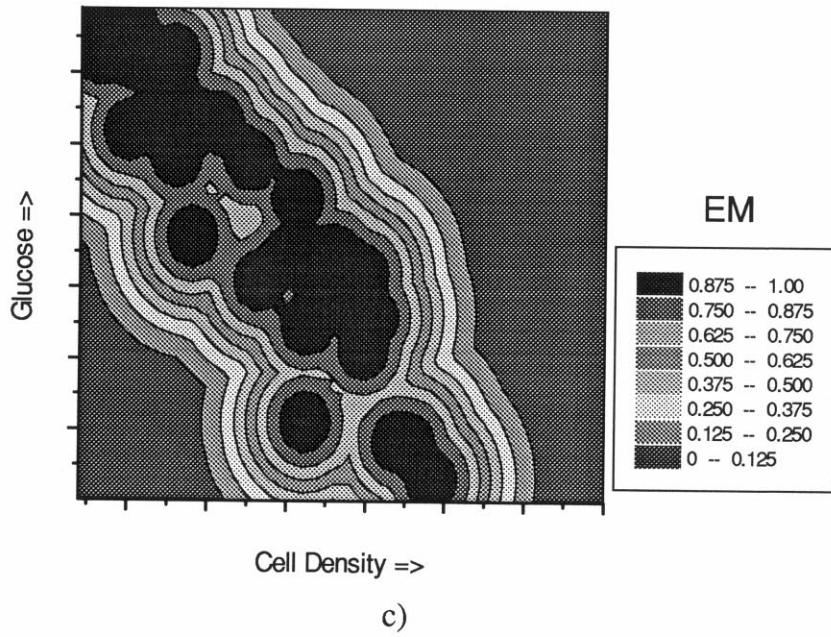 Glucose =>
EM
0.875 -- 1.00
0.750 -- 0.875
0.625 -- 0.750
0.500 -- 0.625
0.375 -- 0.500
0.250 -- 0.375
0.125 -- 0.250
0 -- 0.125
Cell Density =>
c)